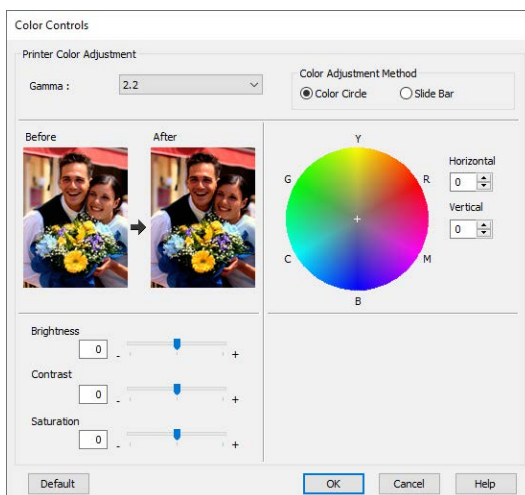 Color Controls
Printer Color Adjustment
Gamma :
2.2
Color Adjustment Method
Color Circle
Slide Bar
Before
After
Y
G
R
C
M
B
Horizontal
0
Vertical
0
Brightness
0
-
+
Contrast
0
-
+
Saturation
0
-
+
Default
OK
Cancel
Help